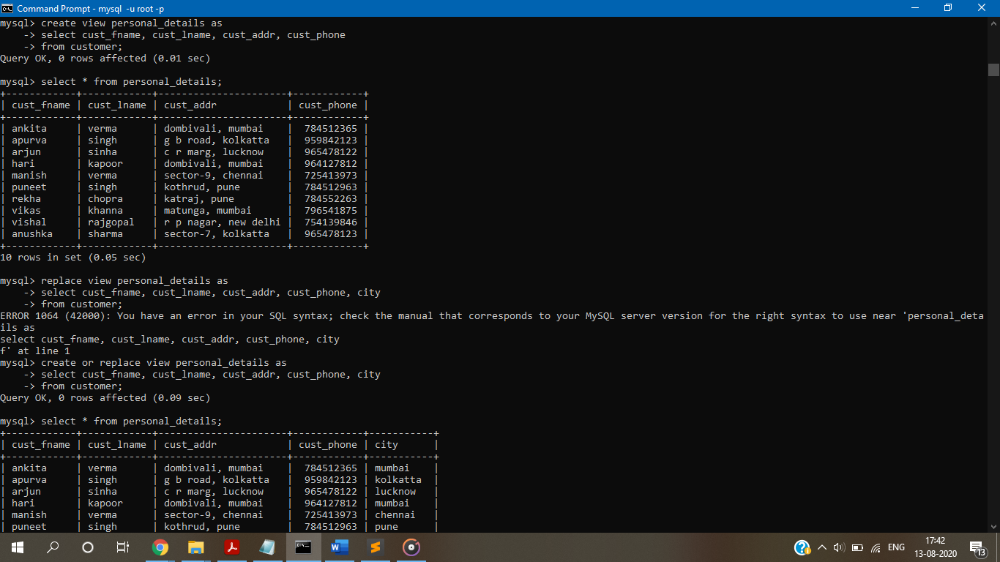 Command Prompt - mysql  -u root -p
mysql> create view personal_details as
    -> select cust_fname, cust_lname, cust_addr, cust_phone
    -> from customer;
Query OK, 0 rows affected (0.01 sec)
mysql> select * from personal_details;
+------------+------------+----------------------+------------+
| cust_fname | cust_lname | cust_addr            | cust_phone |
+------------+------------+----------------------+------------+
| ankita     | verma      | dombivali, mumbai    |  784512365 |
| apurva     | singh      | g b road, kolkatta   |  959842123 |
| arjun      | sinha      | c r marg, lucknow    |  965478122 |
| hari       | kapoor     | dombivali, mumbai    |  964127812 |
| manish     | verma      | sector-9, chennai    |  725413973 |
| puneet     | singh      | kothrud, pune        |  784512963 |
| rekha      | chopra     | katraj, pune         |  784552263 |
| vikas      | khanna     | matunga, mumbai      |  796541875 |
| vishal     | rajgopal   | r p nagar, new delhi |  754139846 |
| anushka    | sharma     | sector-7, kolkatta   |  965478123 |
+------------+------------+----------------------+------------+
10 rows in set (0.05 sec)
mysql> replace view personal_details as
    -> select cust_fname, cust_lname, cust_addr, cust_phone, city
    -> from customer;
ERROR 1064 (42000): You have an error in your SQL syntax; check the manual that corresponds to your MySQL server version for the right syntax to use near 'personal_deta
ils as
select cust_fname, cust_lname, cust_addr, cust_phone, city
f' at line 1
mysql> create or replace view personal_details as
    -> select cust_fname, cust_lname, cust_addr, cust_phone, city
    -> from customer;
Query OK, 0 rows affected (0.09 sec)
mysql> select * from personal_details;
+------------+------------+----------------------+------------+-----------+
| cust_fname | cust_lname | cust_addr            | cust_phone | city      |
+------------+------------+----------------------+------------+-----------+
| ankita     | verma      | dombivali, mumbai    |  784512365 | mumbai    |
| apurva     | singh      | g b road, kolkatta   |  959842123 | kolkatta  |
| arjun      | sinha      | c r marg, lucknow    |  965478122 | lucknow   |
| hari       | kapoor     | dombivali, mumbai    |  964127812 | mumbai    |
| manish     | verma      | sector-9, chennai    |  725413973 | chennai   |
| puneet     | singh      | kothrud, pune        |  784512963 | pune      |
ENG
17:42
13-08-2020
13